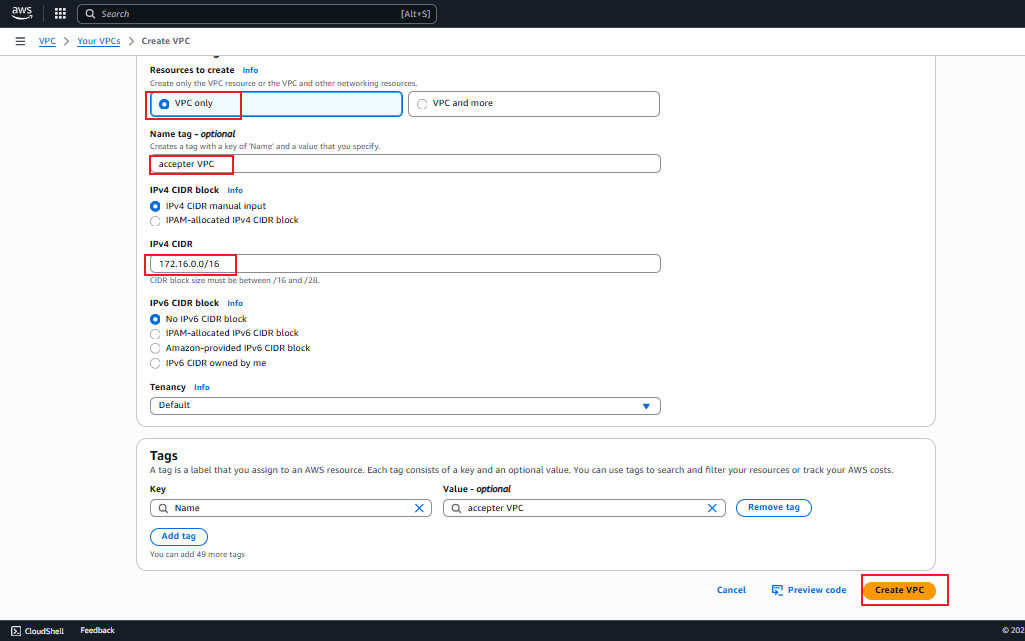 aws Search [Alt+S]
VPC > Your VPCs > Create VPC
Resources to create Info
Create only the VPC resource or the VPC and other networking resources.
VPC only VPC and more
Name tag - optional
Creates a tag with a key of 'Name' and a value that you specify.
accepter VPC
IPv4 CIDR block Info
IPv4 CIDR manual input
IPAM-allocated IPv4 CIDR block
IPv4 CIDR
172.16.0.0/16
CIDR block size must be between /16 and /28.
IPv6 CIDR block Info
No IPv6 CIDR block
IPAM-allocated IPv6 CIDR block
Amazon-provided IPv6 CIDR block
IPv6 CIDR owned by me
Tenancy Info
Default
Tags
A tag is a label that you assign to an AWS resource. Each tag consists of a key and an optional value. You can use tags to search and filter your resources or track your AWS costs.
Key Value - optional
Name accepter VPC Remove tag
Add tag
You can add 49 more tags
Cancel Preview code Create VPC
CloudShell Feedback © 202